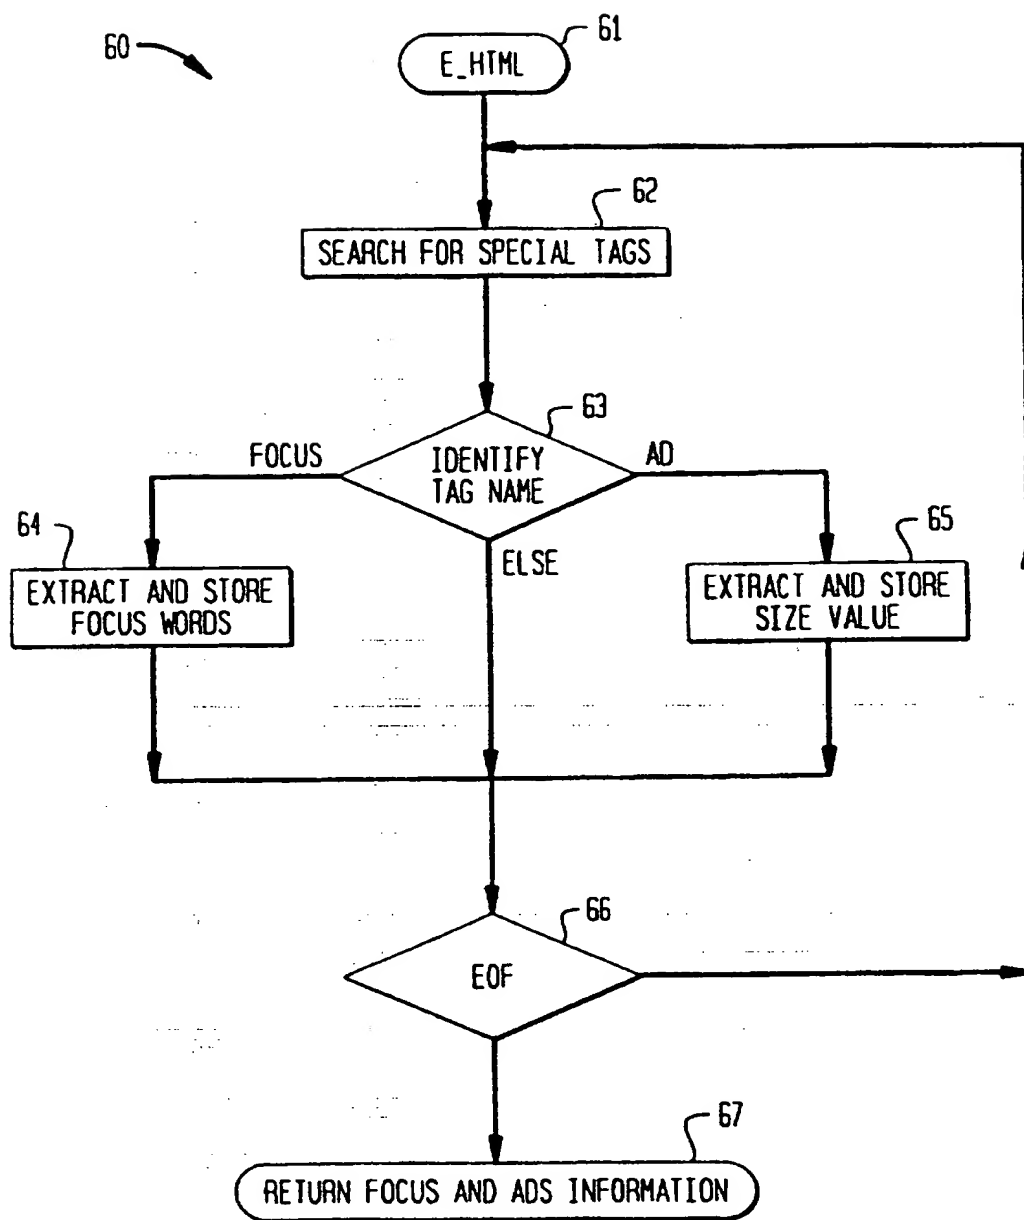 60
61
E_HTML
62
SEARCH FOR SPECIAL TAGS
63
FOCUS
IDENTIFY
TAG NAME
AD
64
ELSE
65
EXTRACT AND STORE
FOCUS WORDS
EXTRACT AND STORE
SIZE VALUE
66
EOF
67
RETURN FOCUS AND ADS INFORMATION